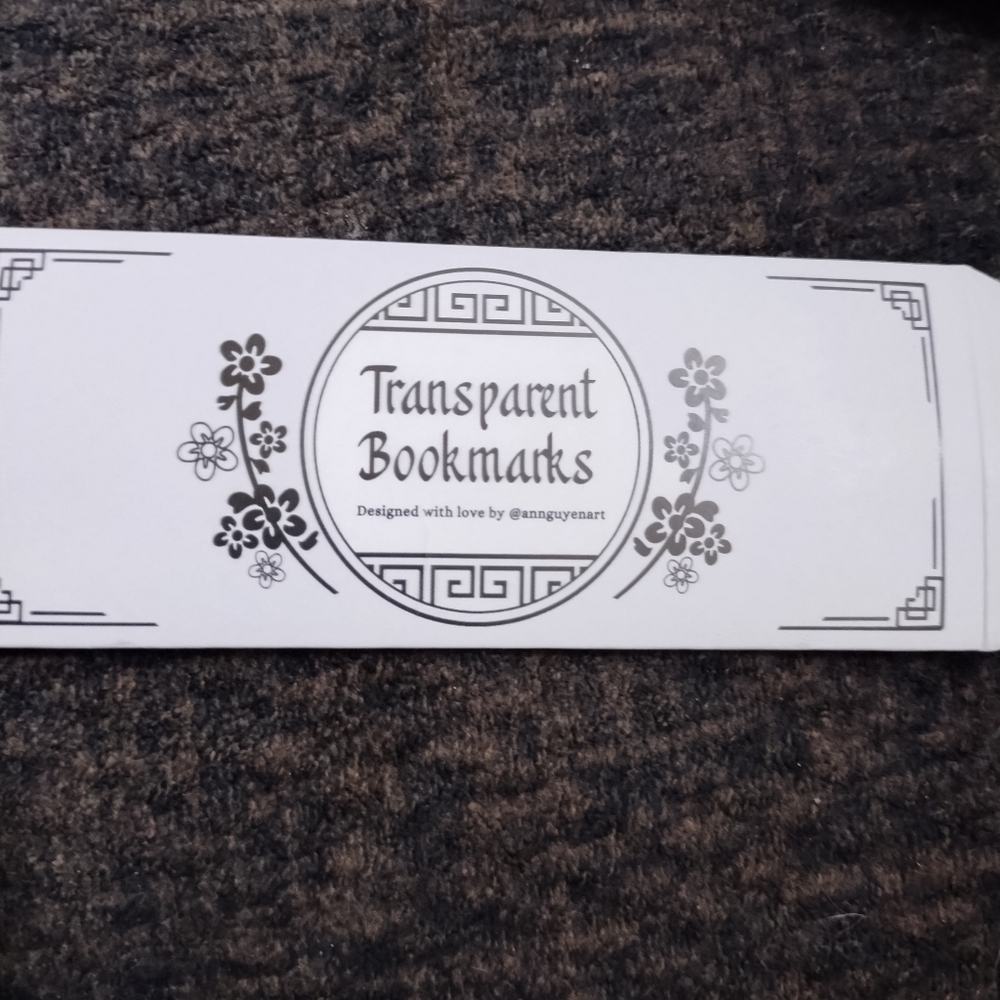 Transparent
Bookmarks
Designed with love by @annguyenart